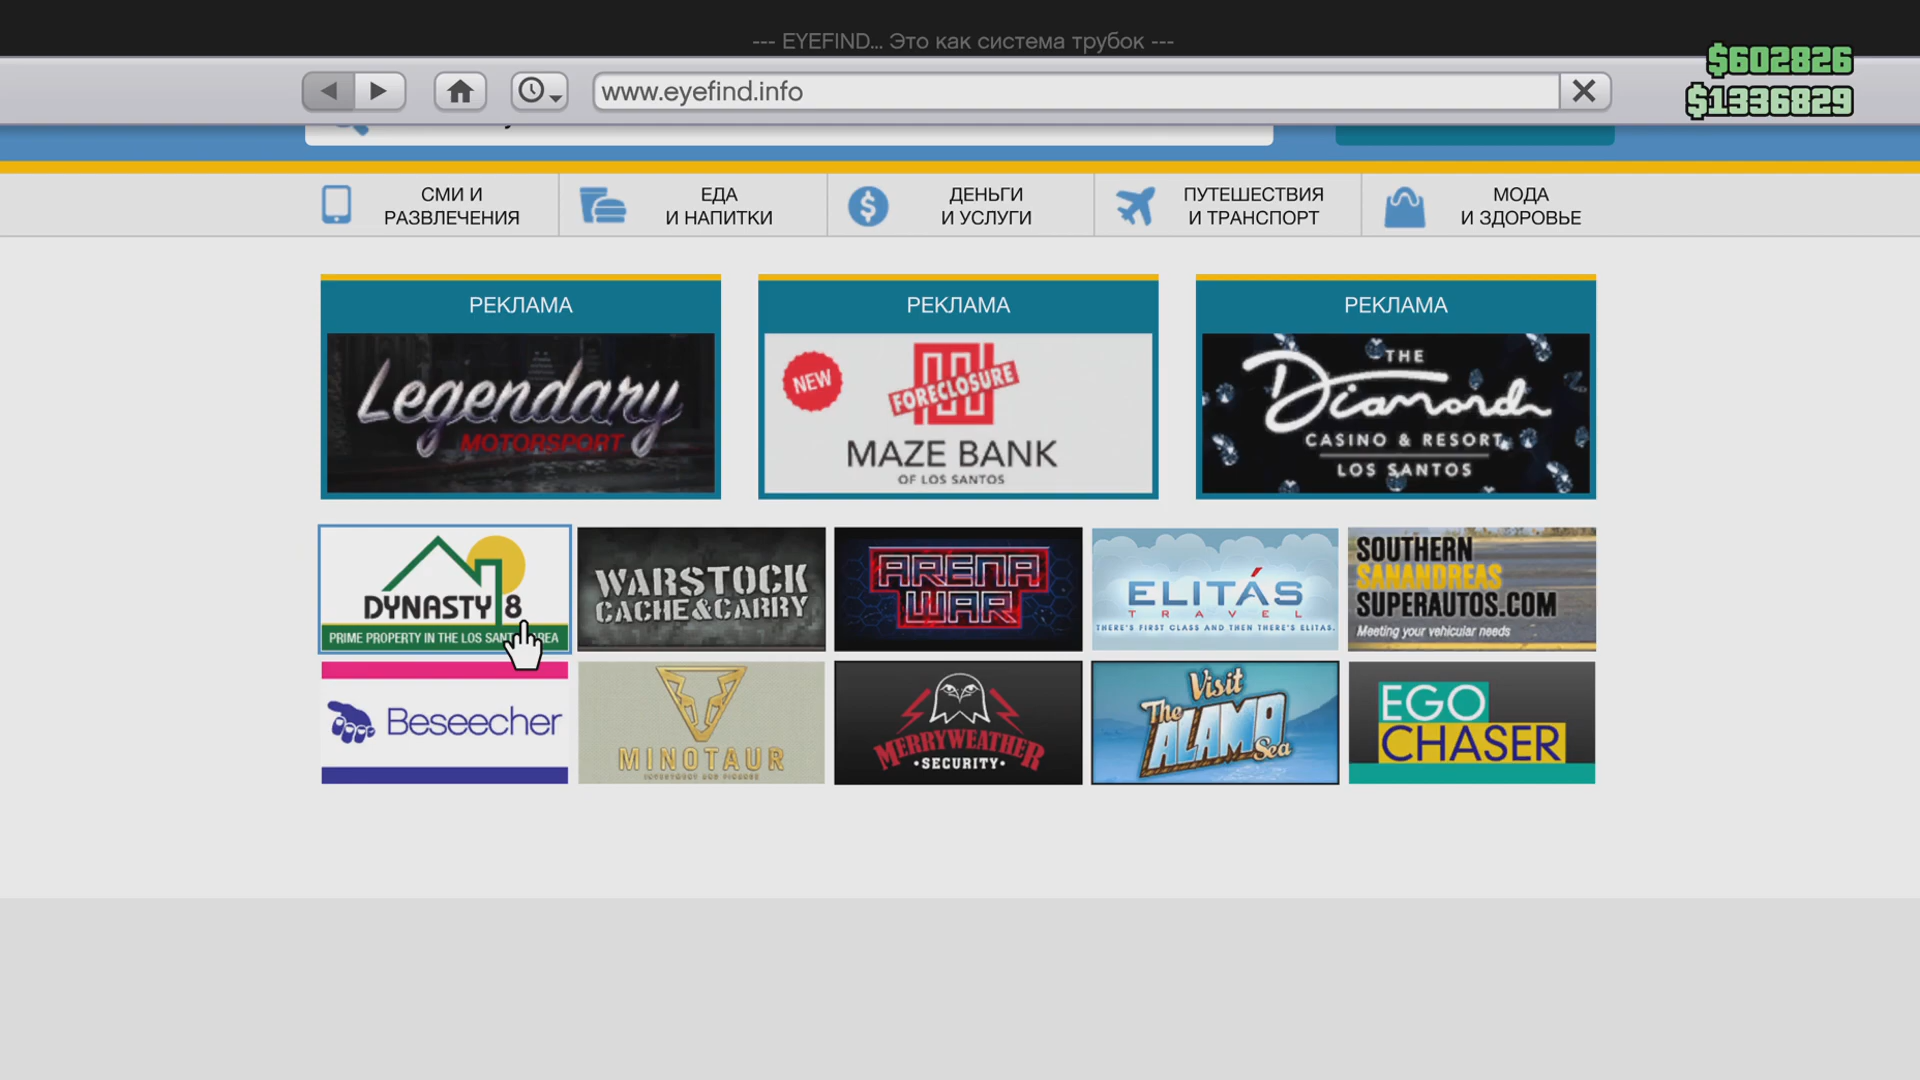 --- EYEFIND... Это как система трубок ---
$602826
$1336829
www.eyefind.info
СМИ И
РАЗВЛЕЧЕНИЯ
ЕДА
И НАПИТКИ
ДЕНЬГИ
И УСЛУГИ
ПУТЕШЕСТВИЯ
И ТРАНСПОРТ
МОДА
И ЗДОРОВЬЕ
РЕКЛАМА
Legendary
MOTORSPORT
РЕКЛАМА
NEW
FORECLOSURE
MAZE BANK
OF LOS SANTOS
РЕКЛАМА
THE
Diamond
CASINO & RESORT
LOS SANTOS
DYNASTY 8
PRIME PROPERTY IN THE LOS
WARSTOCK
CACHE&CARRY
ARENA
WAR
ELITÁS
TRAVEL
THERE'S FIRST CLASS AND THEN THERE'S ELITAS.
SOUTHERN
SANANDREAS
SUPERAUTOS.COM
Meeting your vehicular needs
Beseecher
MINOTAUR
MERRYWEATHER
•SECURITY•
Visit
The
ALAMO
Sea
EGO
CHASER